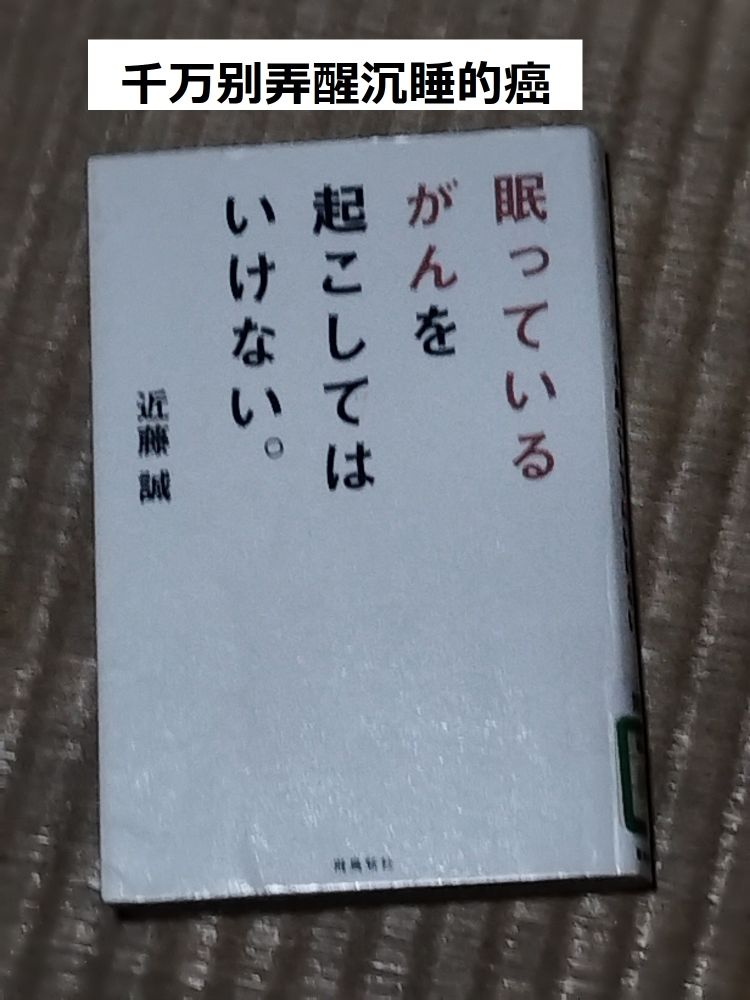 千万别弄醒沉睡的癌
眠っている
がんを
起こしては
いけない。
近藤 誠